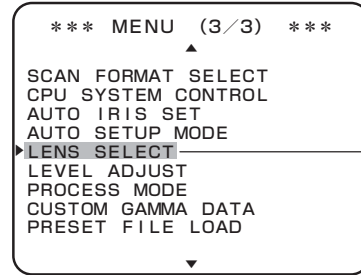 *** MENU (3/3) ***
SCAN FORMAT SELECT
CPU SYSTEM CONTROL
AUTO IRIS SET
AUTO SETUP MODE
LENS SELECT
LEVEL ADJUST
PROCESS MODE
CUSTOM GAMMA DATA
PRESET FILE LOAD